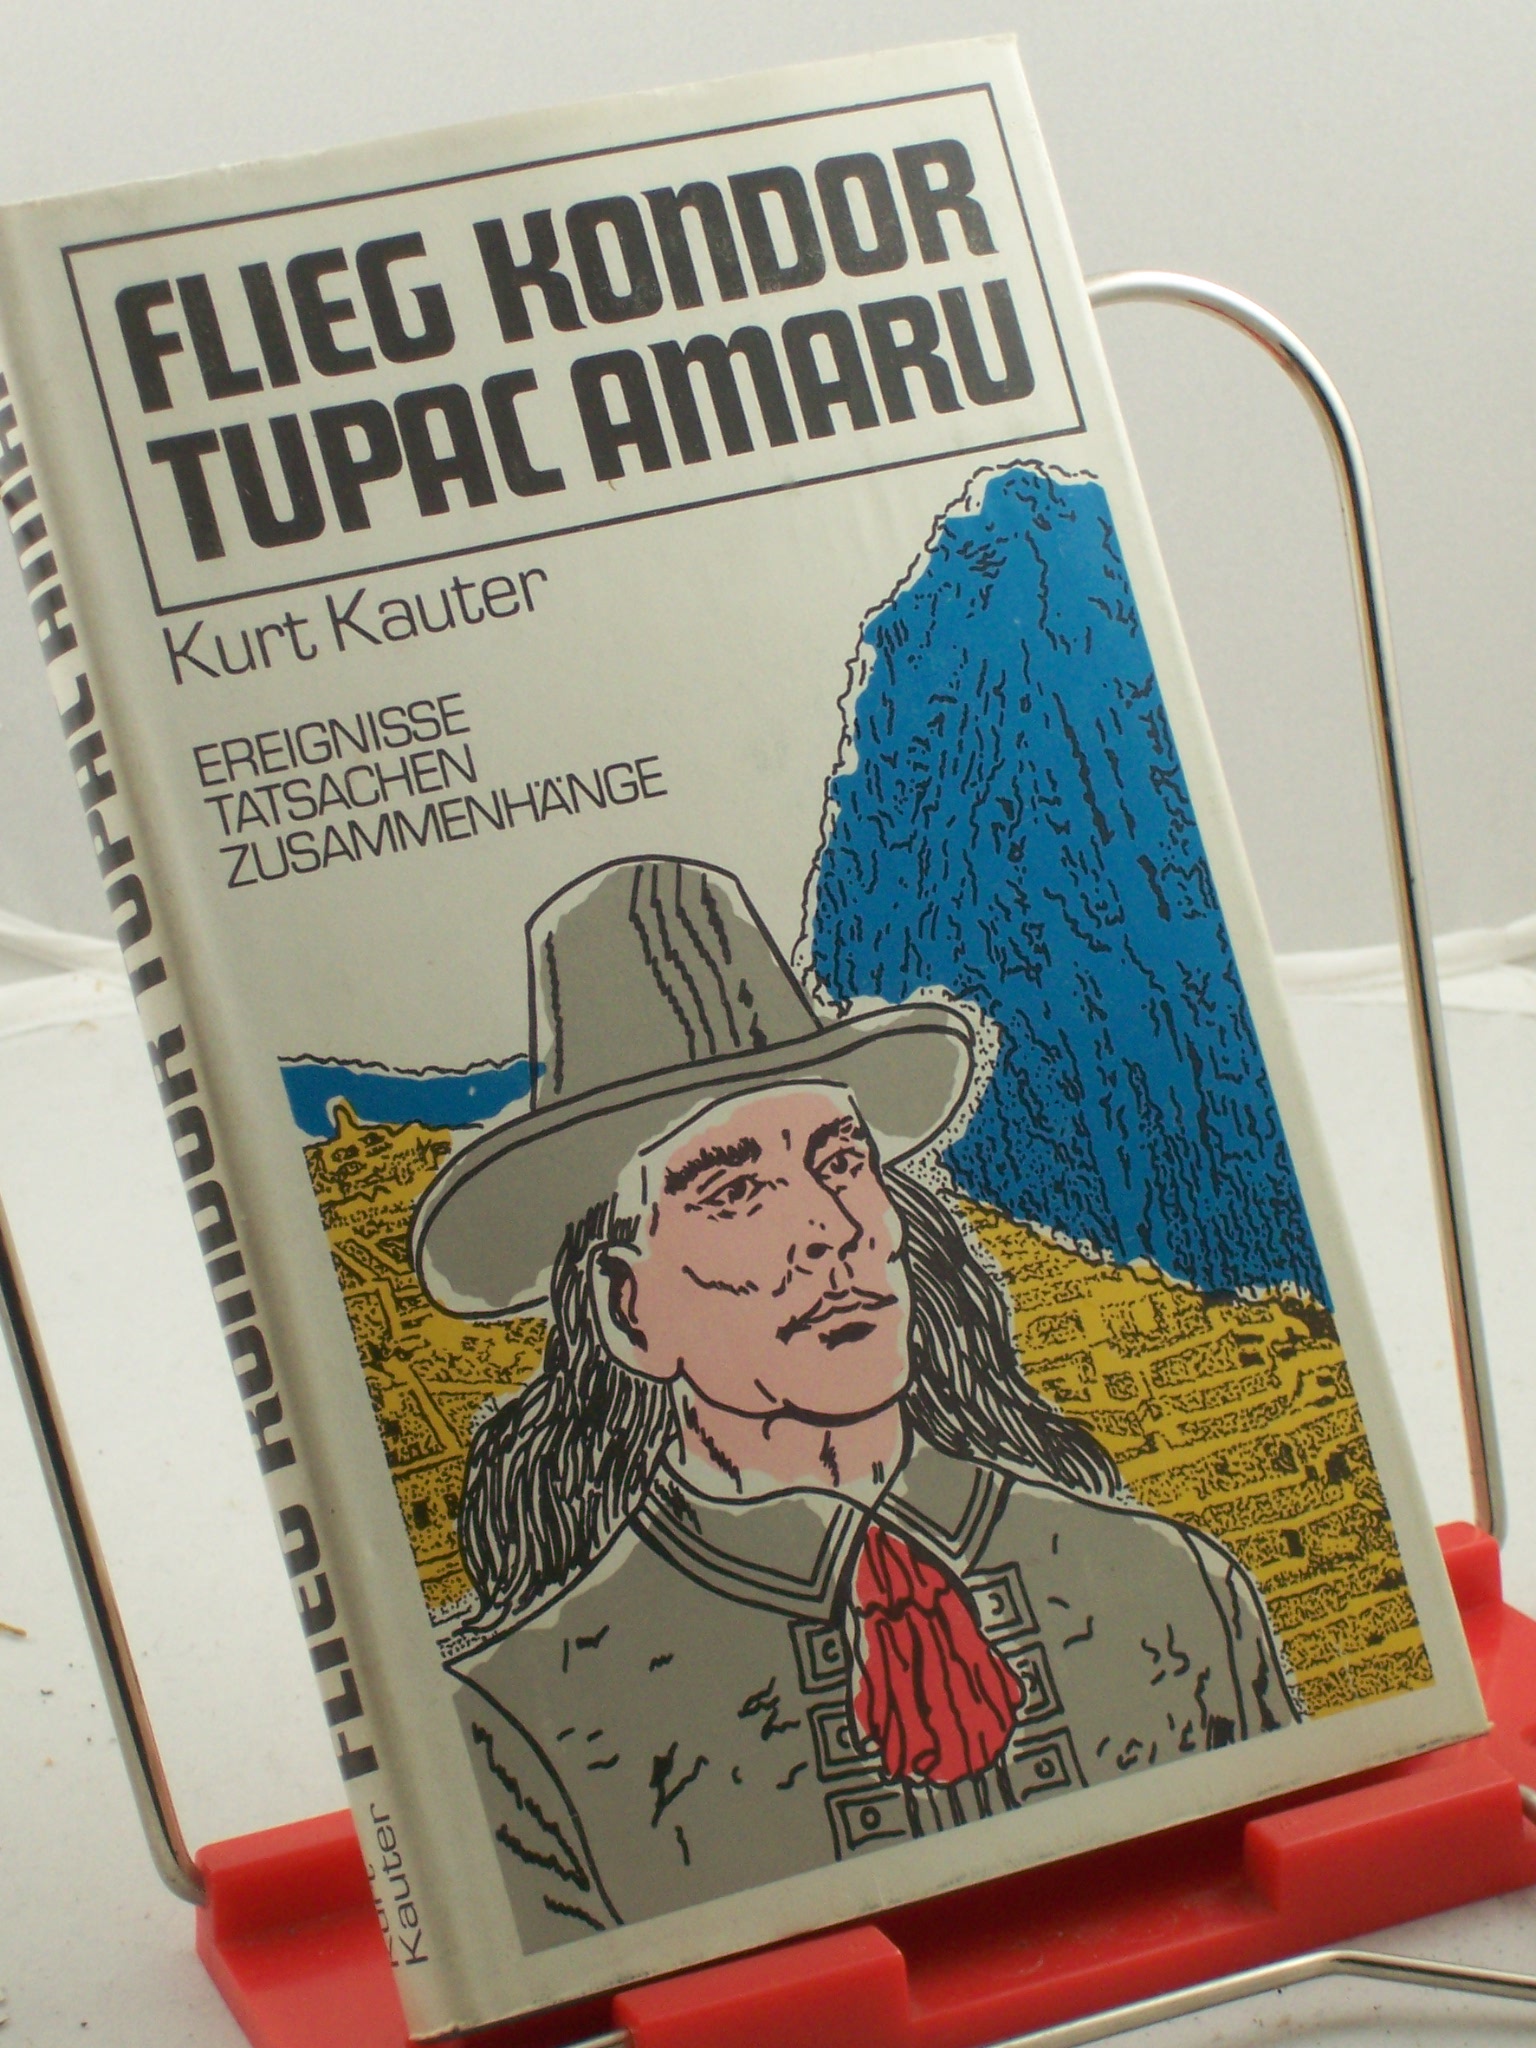 FLIEG KONDOR
TUPAC AMARU
Kurt Kauter
EREIGNISSE
TATSACHEN
ZUSAMMENHÄNGE
FLIEG KONDOR TUPAC AMARU
Kurt
Kauter